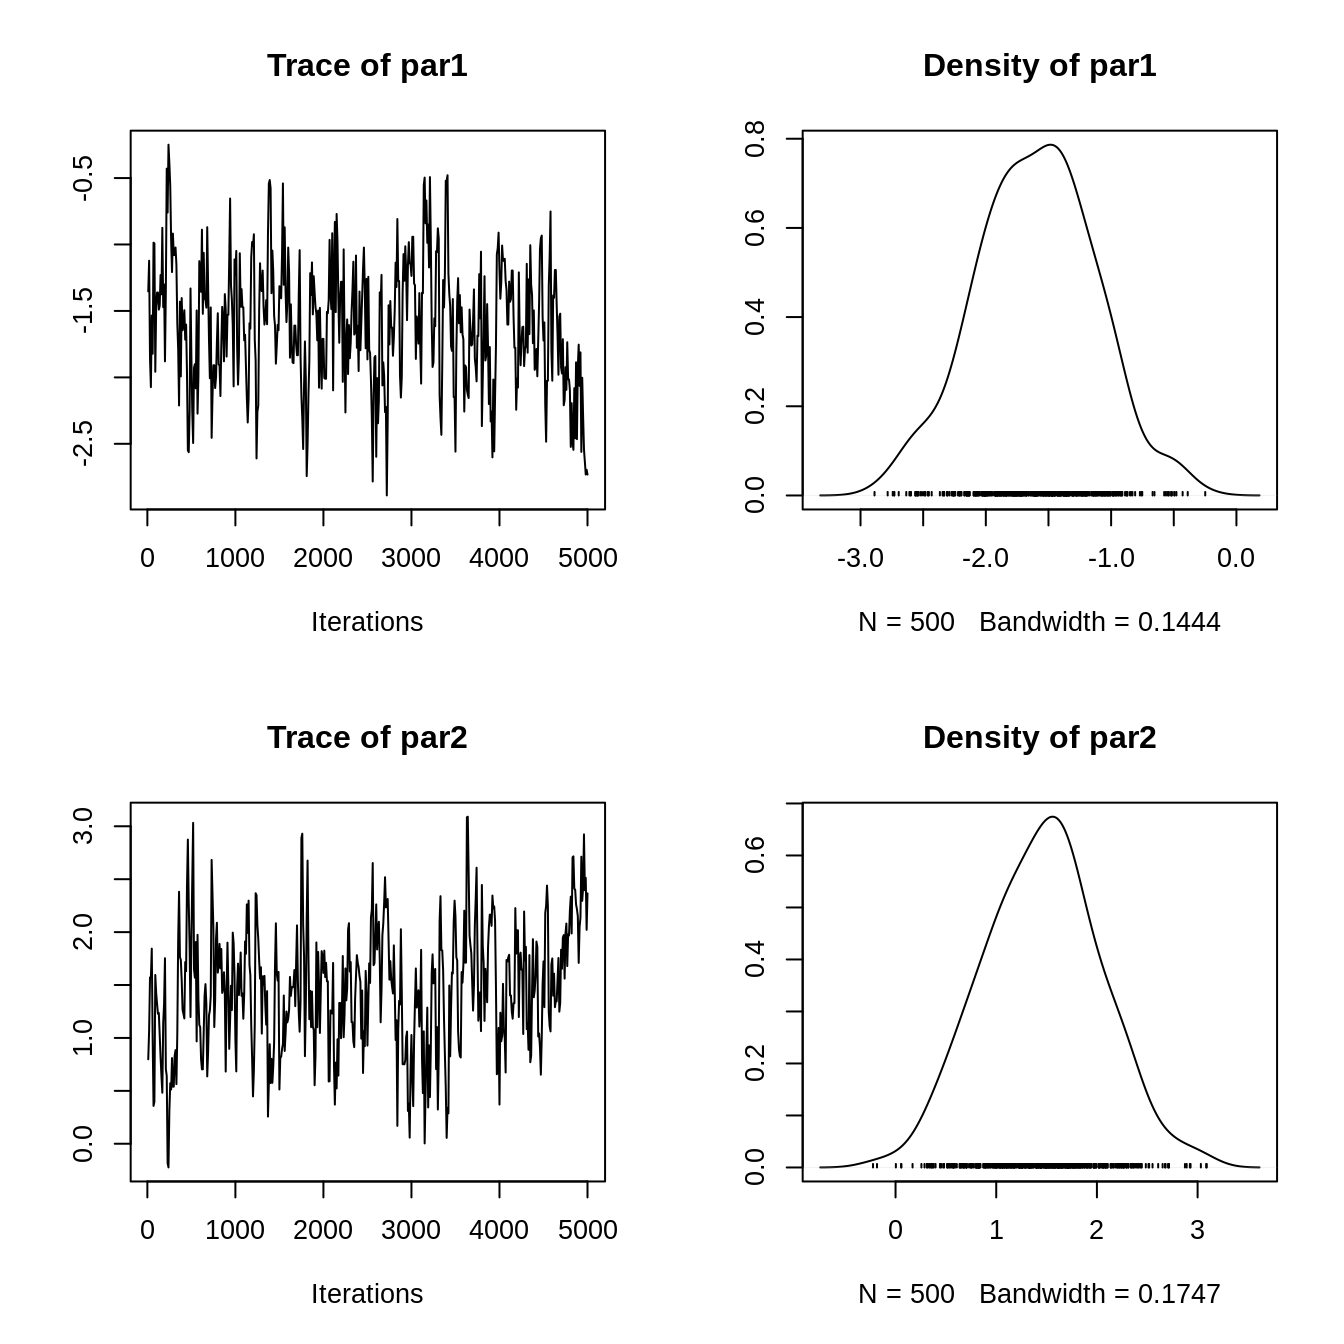 Trace of par1
-0.5
-1.5
-2.5
0 1000 2000 3000 4000 5000
Iterations
Density of par1
0.8
0.6
0.4
0.2
0.0
-3.0 -2.0 -1.0 0.0
N = 500 Bandwidth = 0.1444
Trace of par2
3.0
2.0
1.0
0.0
0 1000 2000 3000 4000 5000
Iterations
Density of par2
0.6
0.4
0.2
0.0
0 1 2 3
N = 500 Bandwidth = 0.1747